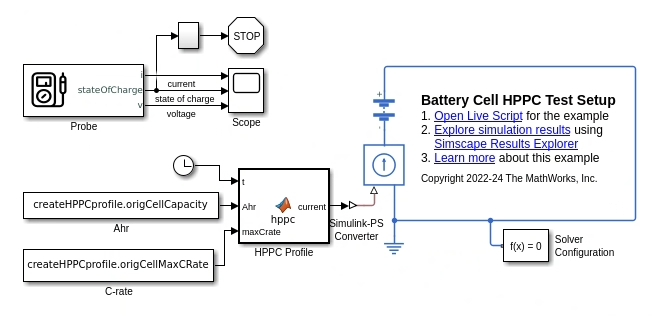 STOP
i
stateOfCharge
v
current
state of charge
voltage
Probe
Scope
t
Ahr
maxCrate
hppc
current
HPPC Profile
createHPPCprofile.origCellCapacity
Ahr
createHPPCprofile.origCellMaxCRate
C-rate
Simulink-PS
Converter
+
-
Battery Cell HPPC Test Setup
1. Open Live Script for the example
2. Explore simulation results using
Simscape Results Explorer
3. Learn more about this example
Copyright 2022-24 The MathWorks, Inc.
f(x) = 0
Solver
Configuration